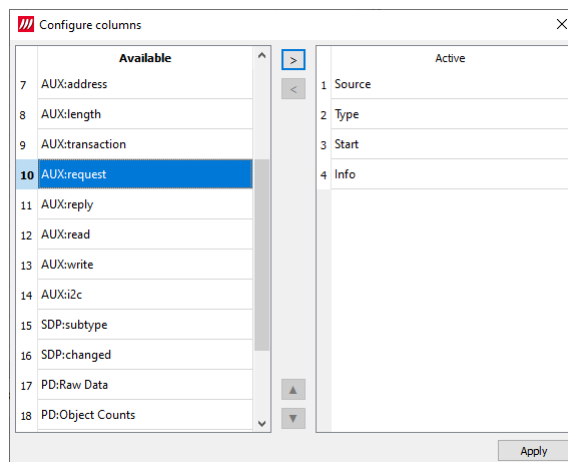 Configure columns
Available
7 AUX:address
8 AUX:length
9 AUX:transaction
10 AUX:request
11 AUX:reply
12 AUX:read
13 AUX:write
14 AUX:i2c
15 SDP:subtype
16 SDP:changed
17 PD:Raw Data
18 PD:Object Counts
>
<
Active
1 Source
2 Type
3 Start
4 Info
Apply